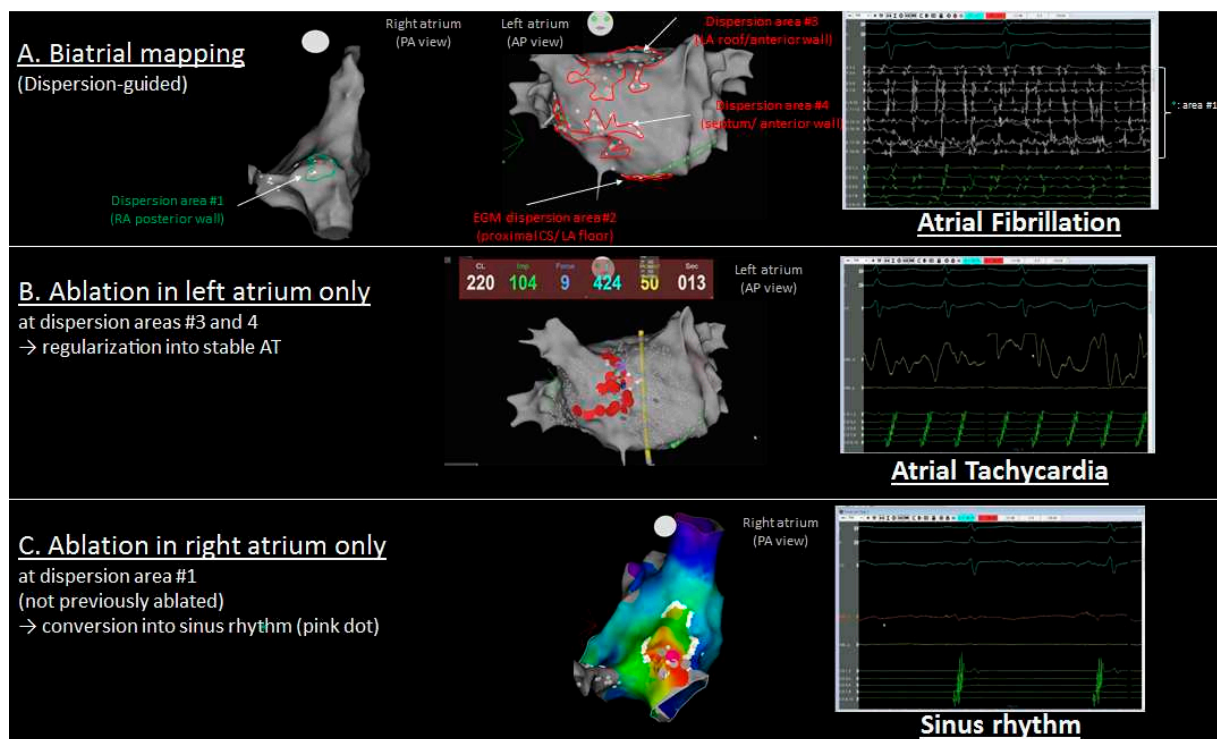 A. Biatrial mapping
(Dispersion-guided)
Right atrium
(PA view)
Left atrium
(AP view)
Dispersion area #3
(LA roof/anterior wall)
Dispersion area #4
(septum/ anterior wall)
Dispersion area #1
(RA posterior wall)
EGM dispersion area#2
(proximal CS/ LA floor)
*: area #1
Atrial Fibrillation
B. Ablation in left atrium only
at dispersion areas #3 and 4
→ regularization into stable AT
CL Imp Force Sec
220 104 9 424 50 013
Left atrium
(AP view)
Atrial Tachycardia
C. Ablation in right atrium only
at dispersion area #1
(not previously ablated)
→ conversion into sinus rhythm (pink dot)
Right atrium
(PA view)
Sinus rhythm